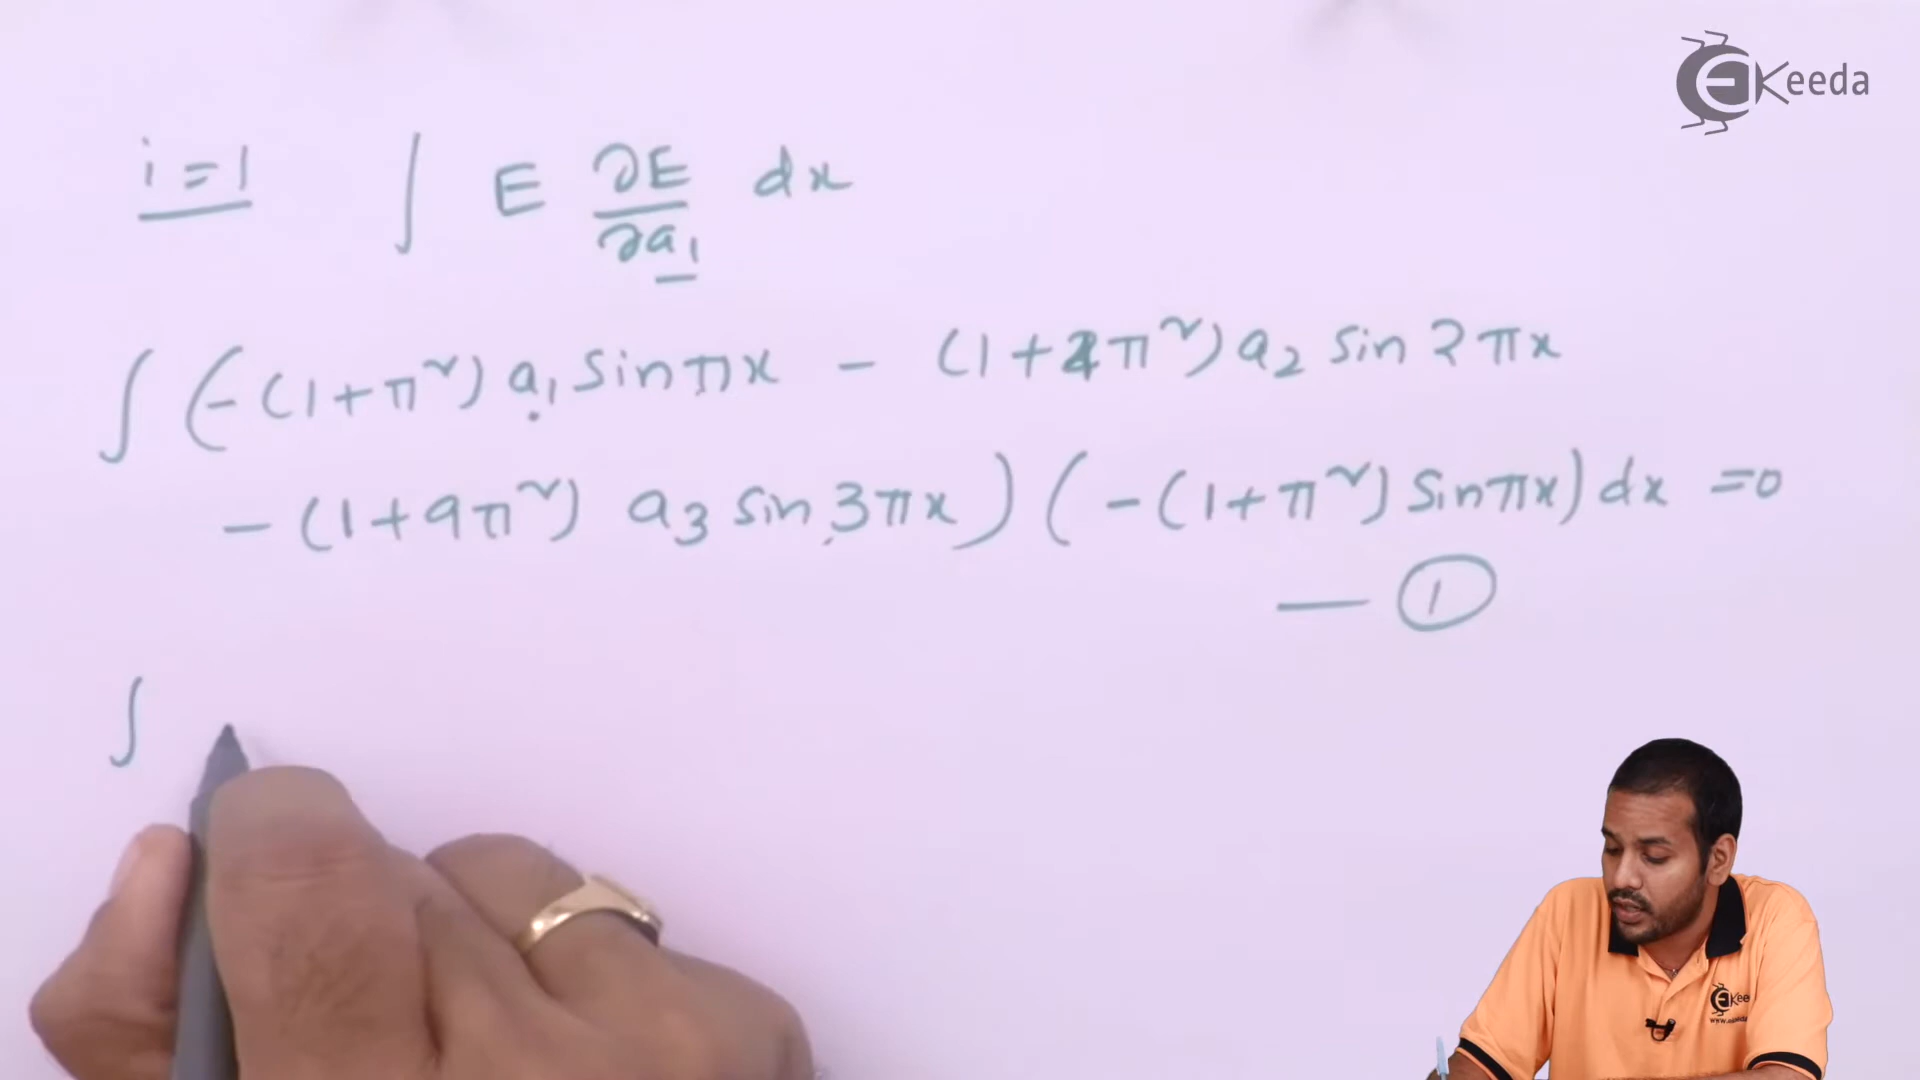 EKeeda
i = 1 ∫ E ∂E/∂a₁ dx
∫ (-(1+π²) a₁ sin πx - (1+4π²) a₂ sin 2πx
- (1+9π²) a₃ sin 3πx) (-(1+π²) sin πx) dx = 0
— ①
∫